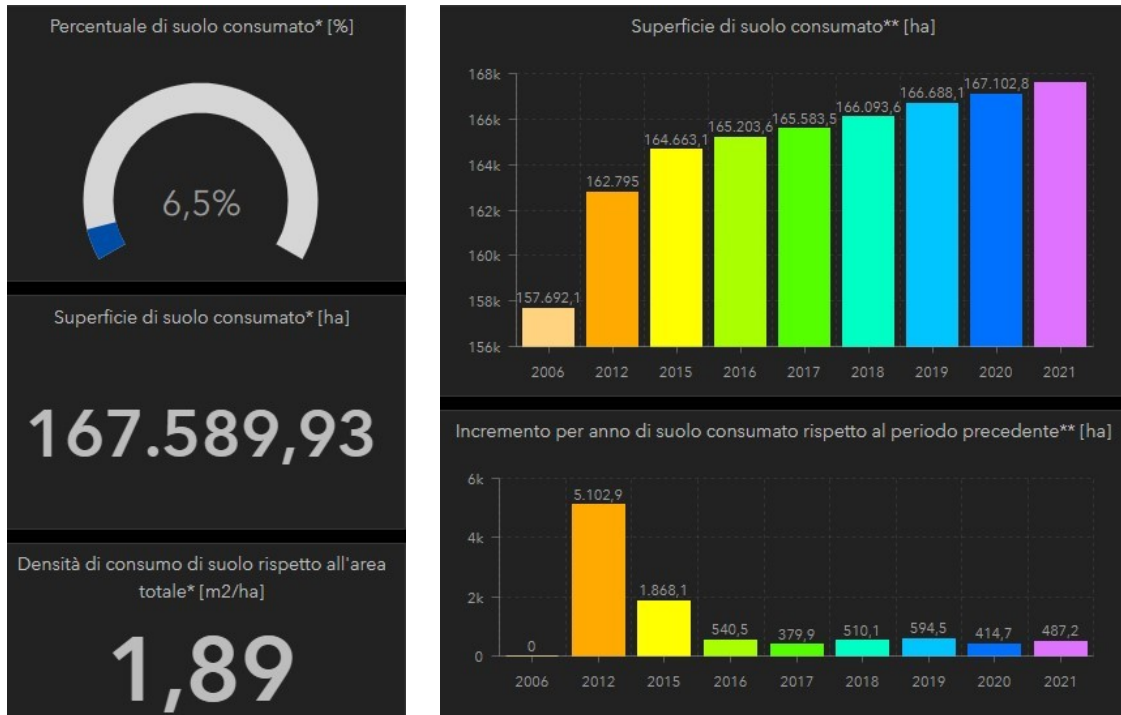 Percentuale di suolo consumato* [%]
6,5%
Superficie di suolo consumato* [ha]
167.589,93
Densità di consumo di suolo rispetto all'area
totale* [m2/ha]
1,89
Superficie di suolo consumato** [ha]
168k
166k
164k
162k
160k
158k
156k
157.692,1
162.795
164.663,1
165.203,6
165.583,5
166.093,6
166.688,1
167.102,8
2006 2012 2015 2016 2017 2018 2019 2020 2021
Incremento per anno di suolo consumato rispetto al periodo precedente** [ha]
6k
4k
2k
0
0
5.102,9
1.868,1
540,5
379,9
510,1
594,5
414,7
487,2
2006 2012 2015 2016 2017 2018 2019 2020 2021